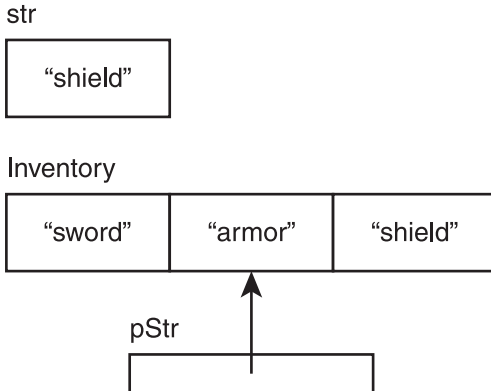 str
“shield”
Inventory
“sword” “armor” “shield”
pStr